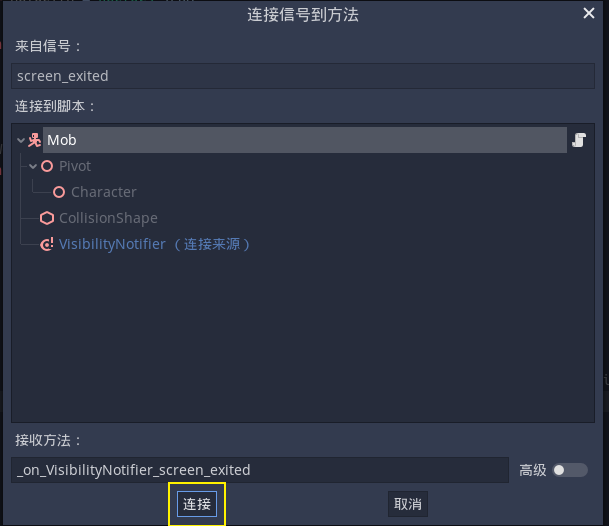 连接信号到方法
来自信号：
screen_exited
连接到脚本：
Mob
Pivot
Character
CollisionShape
VisibilityNotifier（连接来源）
接收方法：
_on_VisibilityNotifier_screen_exited
高级
连接
取消